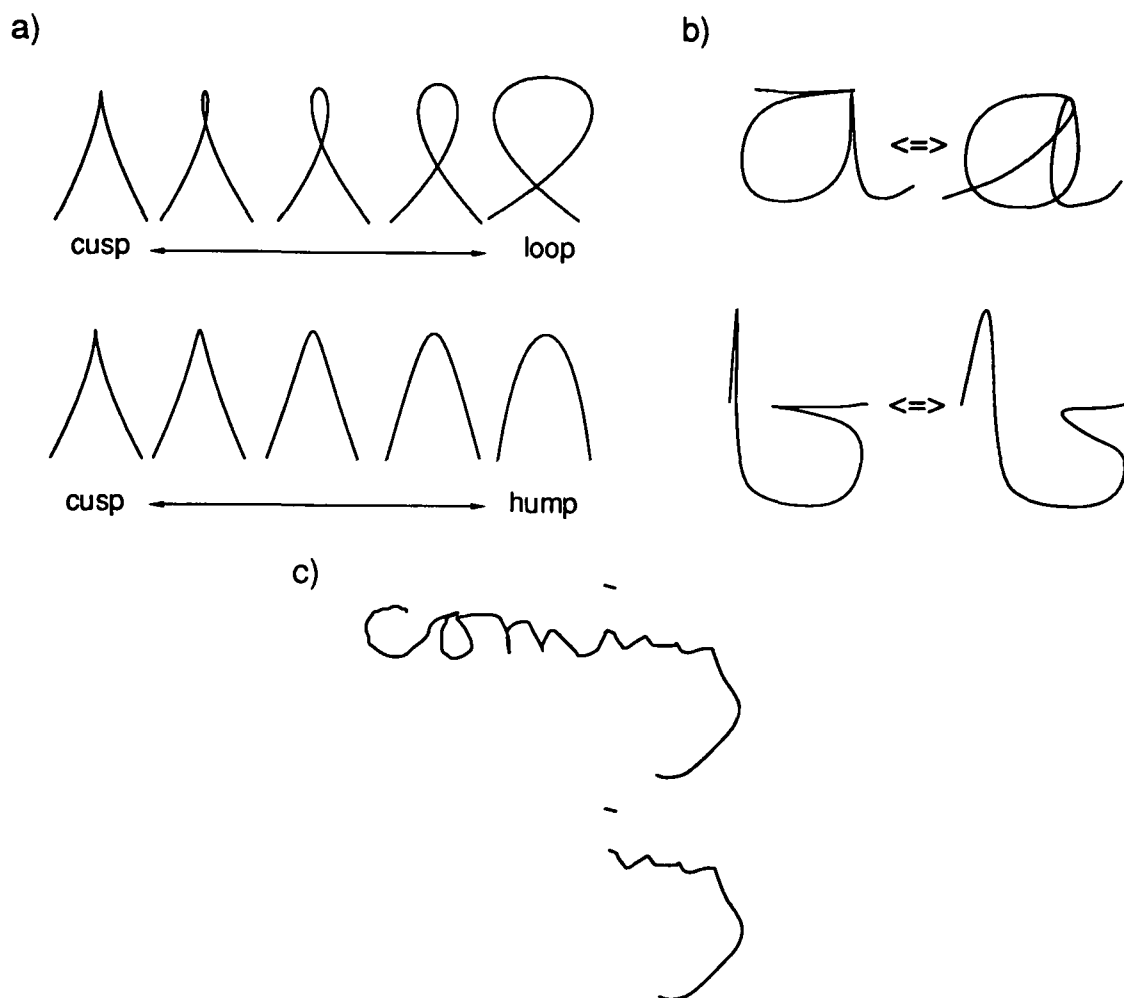 a)
b)
cusp loop
a <=> a
cusp hump
b <=> b
c)
coming